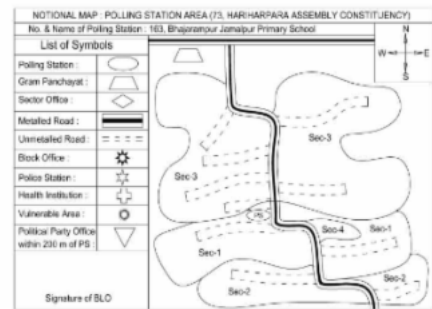 NOTIONAL MAP : POLLING STATION AREA (73, HARIHARPARA ASSEMBLY CONSTITUENCY)
No. & Name of Polling Station : 163, Bhajarampur Jamalpur Primary School
List of Symbols
Polling Station :
Gram Panchayat :
Sector Office :
Metalled Road :
Unmetalled Road :
Block Office :
Police Station :
Health Institution :
Vulnerable Area :
Political Party Office
within 200 m of PS :
Signature of BLO
N
W
E
S
Sec-3
Sec-3
PS
Sec-4
Sec-1
Sec-1
Sec-2
Sec-2